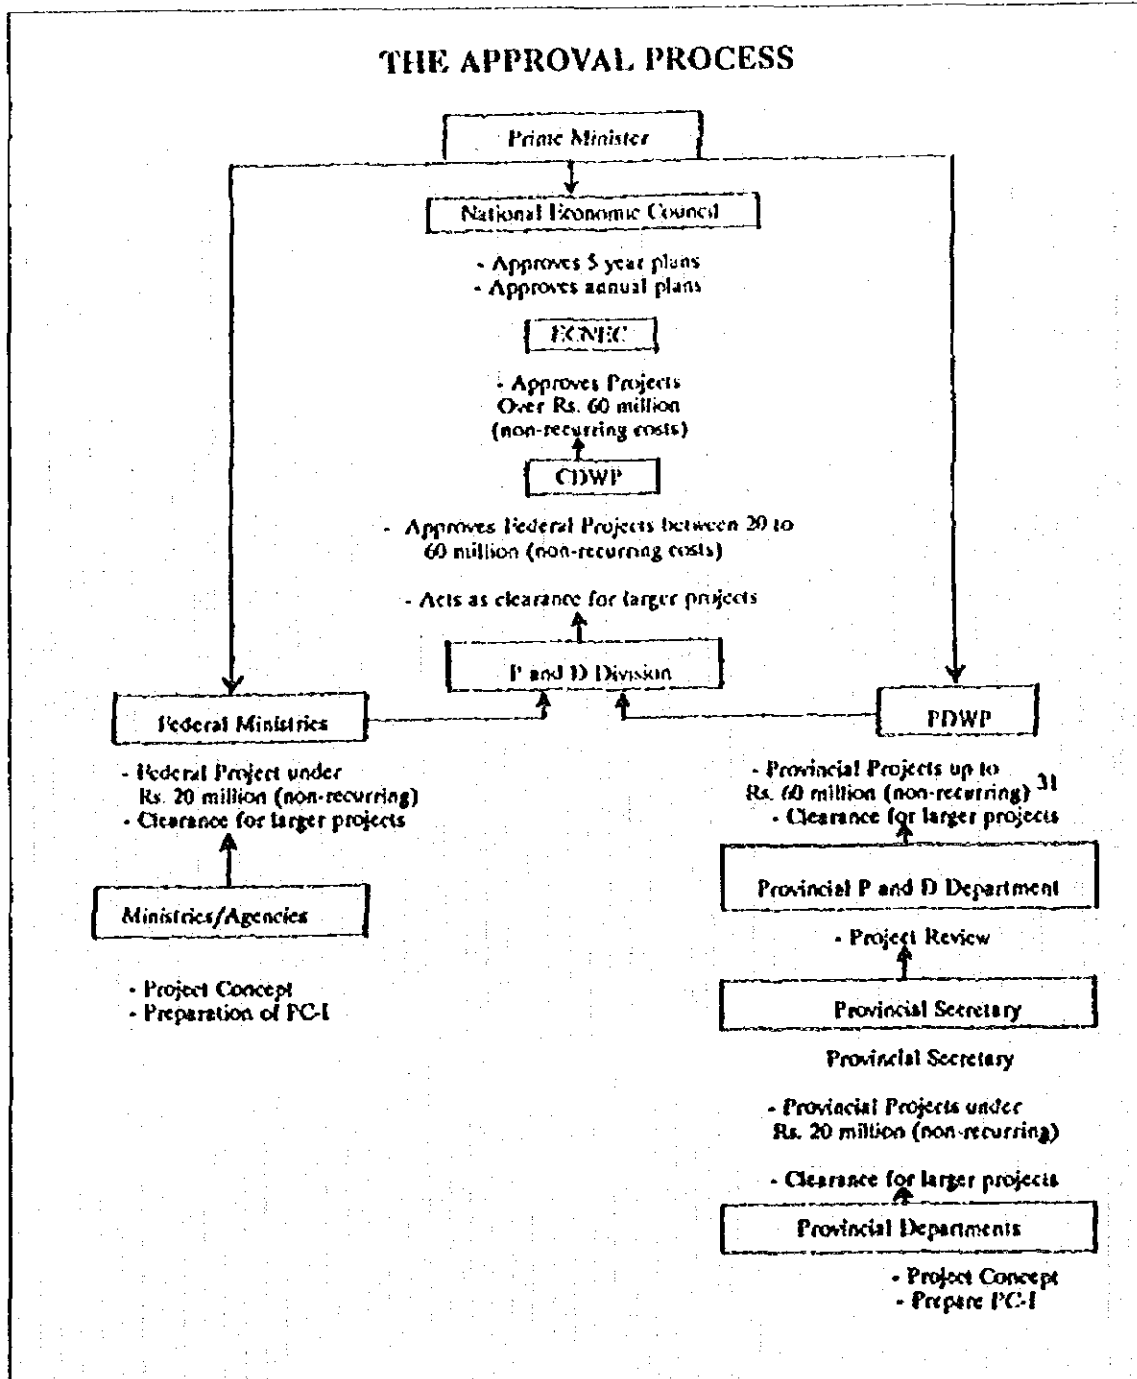 THE APPROVAL PROCESS
Prime Minister
National Economic Council
- Approves 5 year plans
- Approves annual plans
ECNEC
- Approves Projects
Over Rs. 60 million
(non-recurring costs)
CDWP
- Approves Federal Projects between 20 to
60 million (non-recurring costs)
- Acts as clearance for larger projects
P and D Division
Federal Ministries
- Federal Project under
Rs. 20 million (non-recurring)
- Clearance for larger projects
Ministries/Agencies
- Project Concept
- Preparation of PC-I
PDWP
- Provincial Projects up to
Rs. 60 million (non-recurring) 31
- Clearance for larger projects
Provincial P and D Department
- Project Review
Provincial Secretary
Provincial Secretary
- Provincial Projects under
Rs. 20 million (non-recurring)
- Clearance for larger projects
Provincial Departments
- Project Concept
- Prepare PC-I